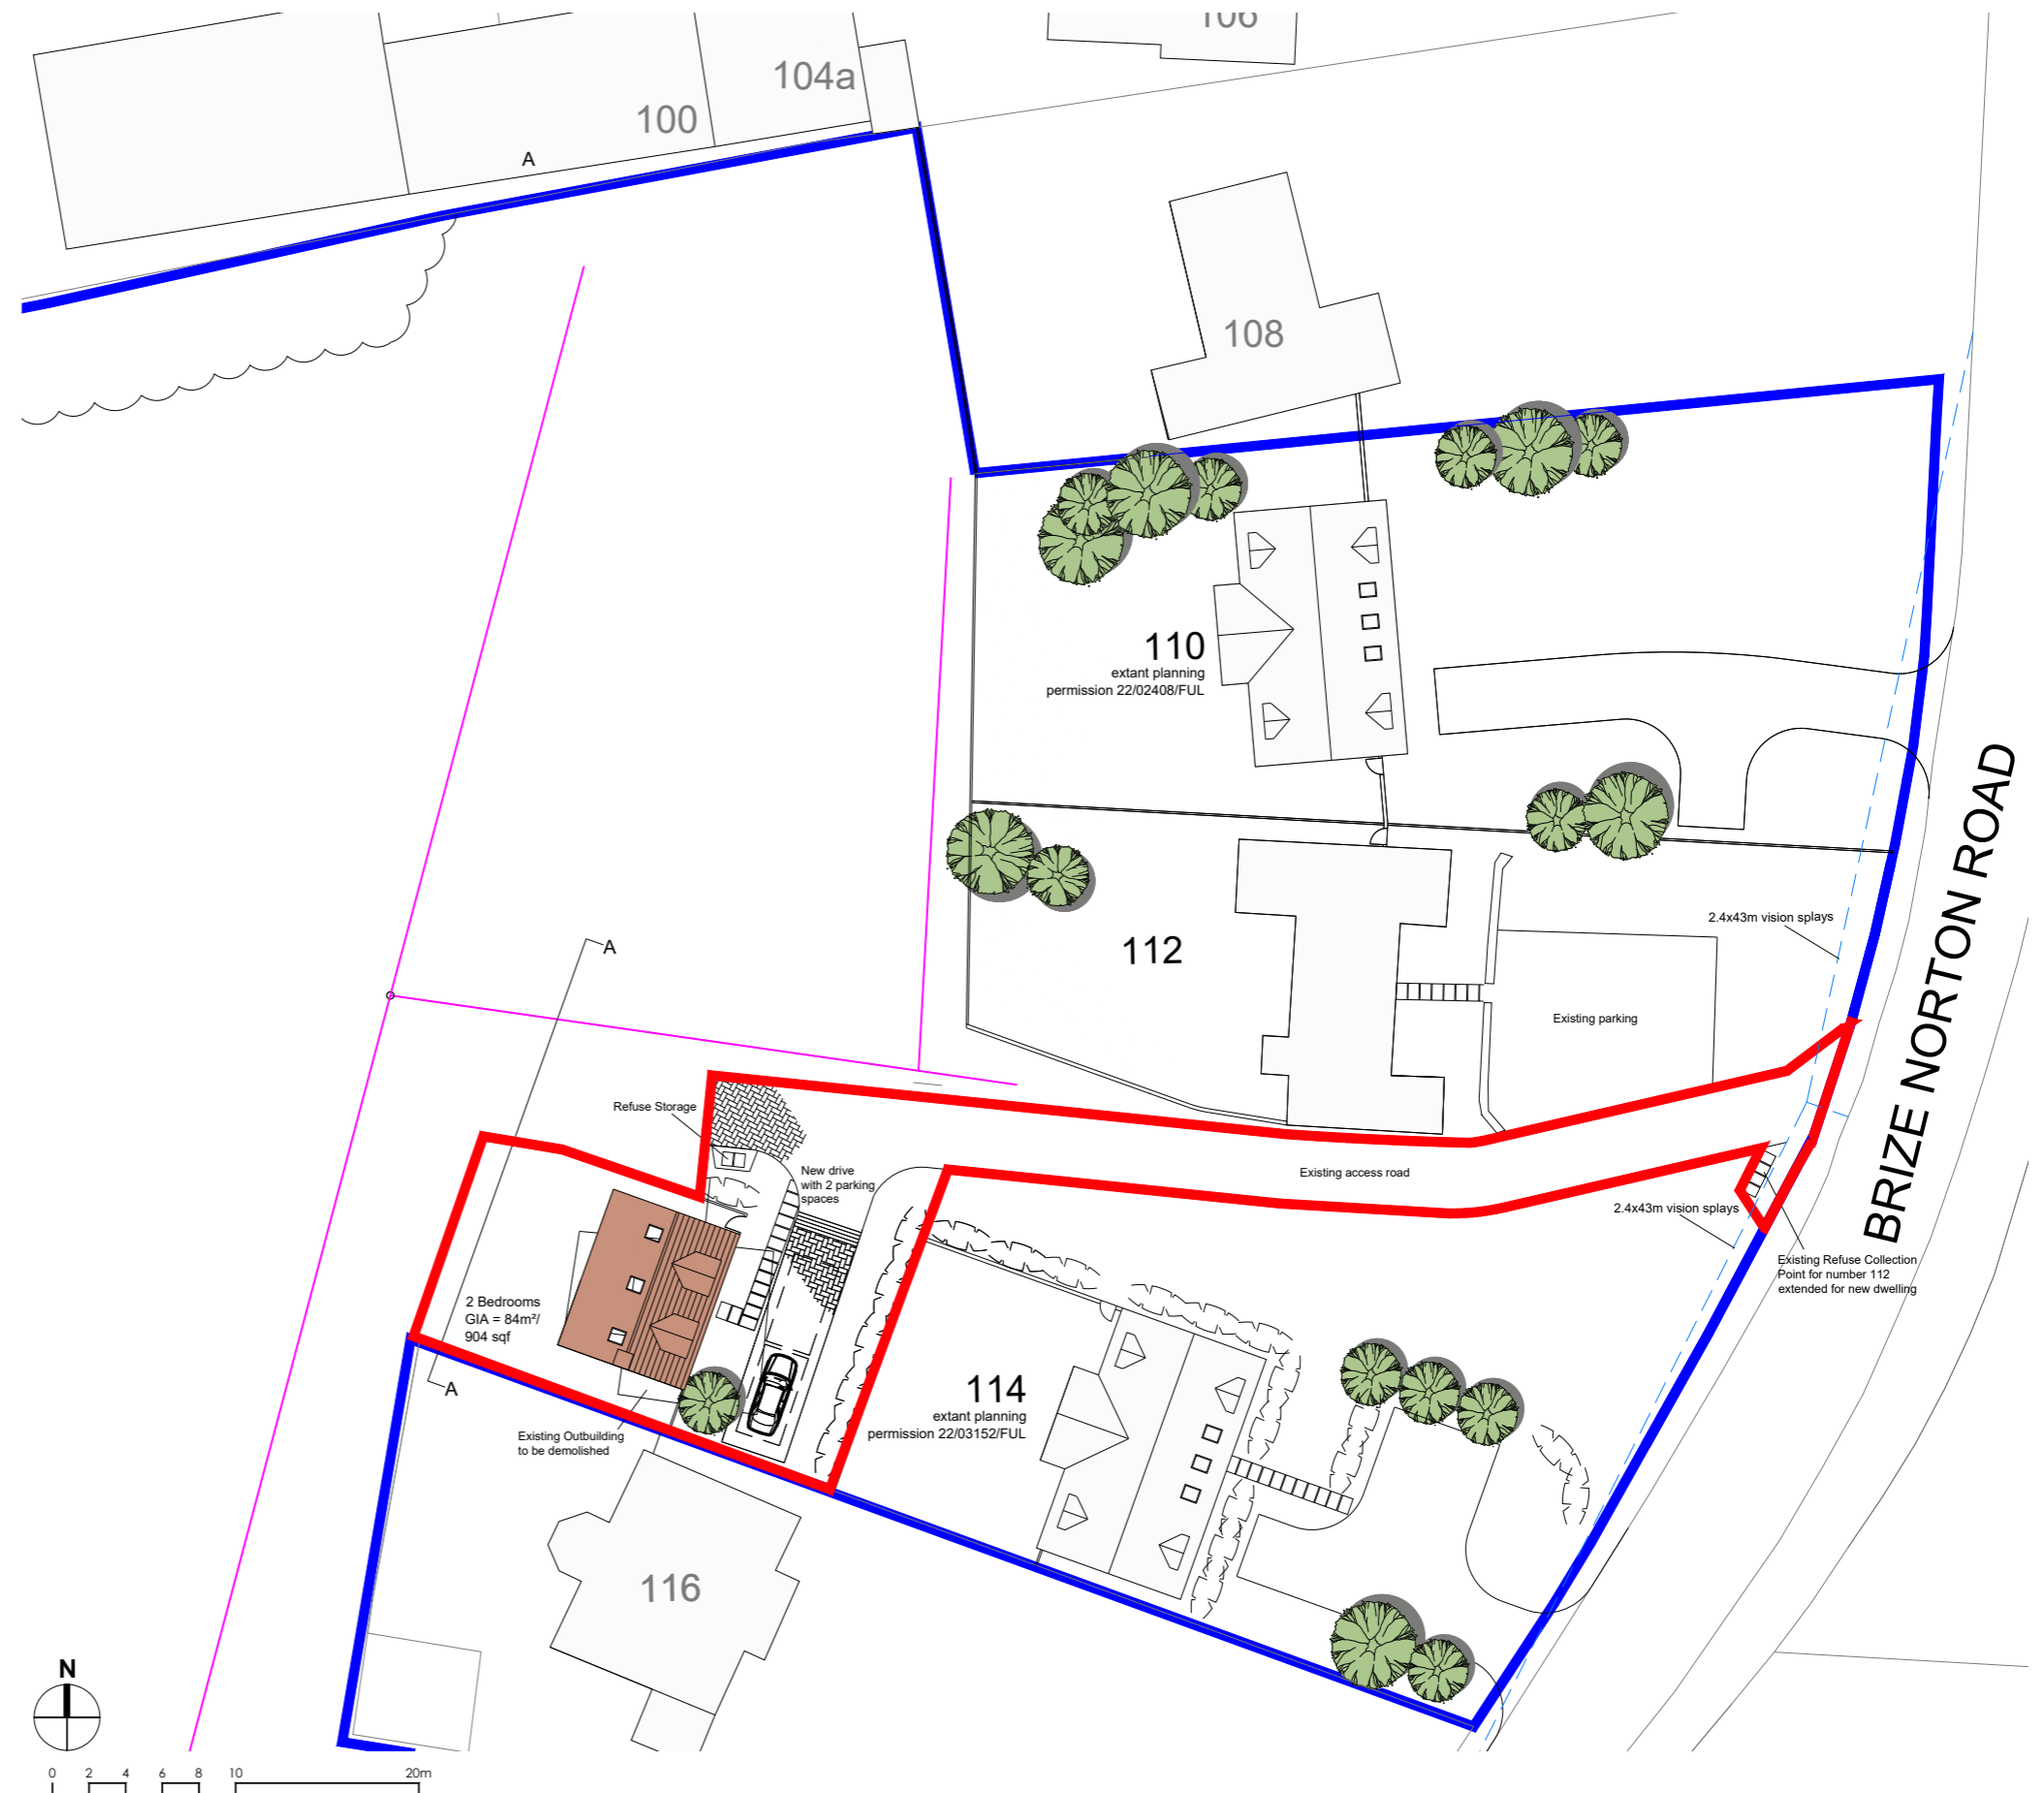 106
104a
100
A
108
110
extant planning
permission 22/02408/FUL
BRIZE NORTON ROAD
2.4x43m vision splays
112
A
Existing parking
Refuse Storage
New drive
with 2 parking
spaces
Existing access road
2.4x43m vision splays
Existing Refuse Collection
Point for number 112
extended for new dwelling
2 Bedrooms
GIA = 84m²/
904 sqf
A
114
extant planning
permission 22/03152/FUL
Existing Outbuilding
to be demolished
116
N
0 2 4 6 8 10 20m